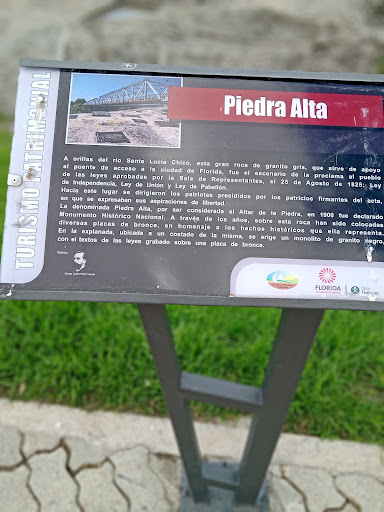 Piedra Alta
TURISMO PATRIMONIAL
A orillas del río Santa Lucía Chico, esta gran roca de granito gris, que sirve de apoyo
al puente de acceso a la ciudad de Florida, fue el escenario de la proclama al pueblo
de las leyes aprobadas por la Sala de Representantes, el 25 de Agosto de 1825: Ley
de Independencia, Ley de Unión y Ley de Pabellón.
Hacia este lugar se dirigieron los patriotas presididos por los patricios firmantes del acta,
en que se expresaban sus aspiraciones de libertad.
La denominada Piedra Alta, por ser considerada el Altar de la Piedra, en 1900 fue declarado
Monumento Histórico Nacional. A través de los años, sobre esta roca han sido colocadas
diversas placas de bronce, en homenaje a los hechos históricos que ella representa.
En la explanada, ubicada a un costado de la misma, se erige un monolito de granito negro,
con el textos de las leyes grabado sobre una placa de bronce.
FLORIDA